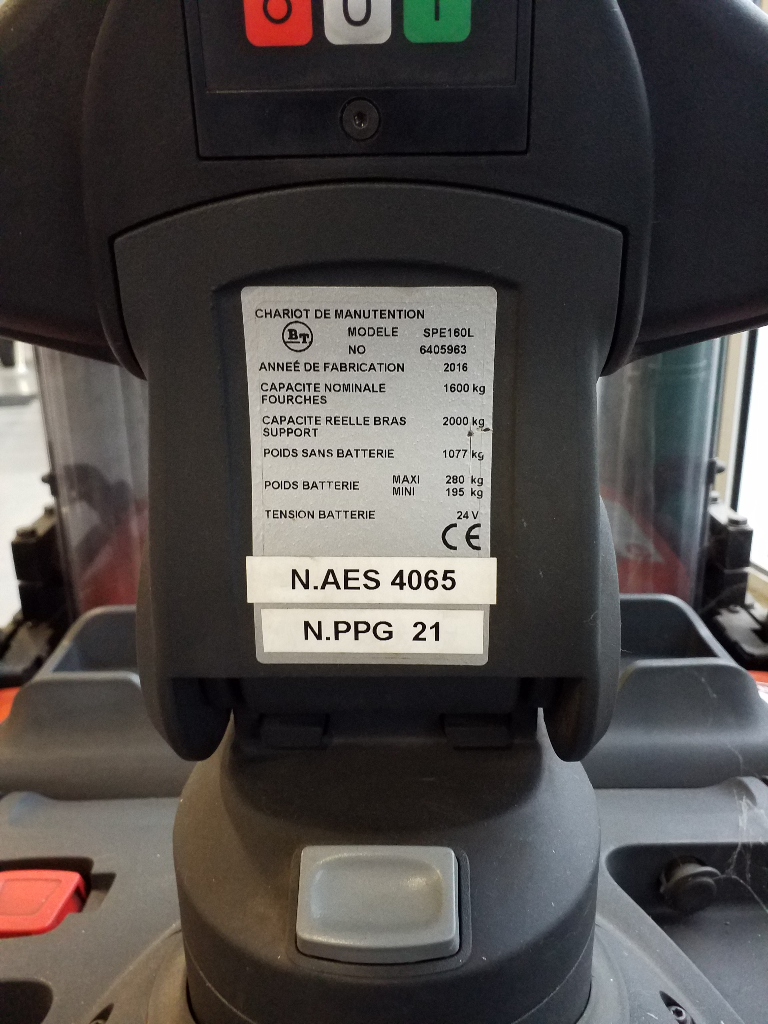 O O I
CHARIOT DE MANUTENTION
BT MODELE SPE160L
NO 6405963
ANNEÉ DE FABRICATION 2016
CAPACITE NOMINALE 1600 kg
FOURCHES
CAPACITE REELLE BRAS 2000 kg
SUPPORT
POIDS SANS BATTERIE 1077 kg
POIDS BATTERIE MAXI 280 kg
MINI 195 kg
TENSION BATTERIE 24 V
CE
N.AES 4065
N.PPG 21